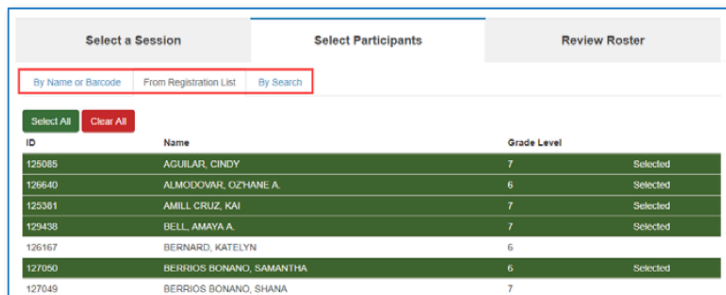 Select a Session Select Participants Review Roster
By Name or Barcode From Registration List By Search
Select All Clear All
ID Name Grade Level
125085 AGUILAR, CINDY 7 Selected
126640 ALMODOVAR, OZ'HANE A. 6 Selected
125381 AMILL CRUZ, KAI 7 Selected
129438 BELL, AMAYA A. 7 Selected
126167 BERNARD, KATELYN 6
127050 BERRIOS BONANO, SAMANTHA 6 Selected
127049 BERRIOS BONANO, SHANA 7